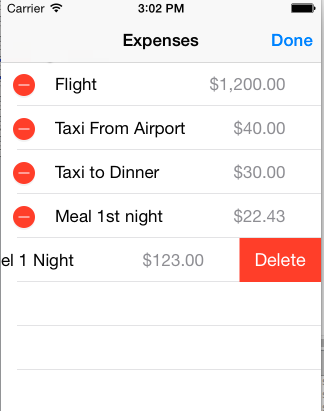 Carrier 3:02 PM
Expenses Done
Flight $1,200.00
Taxi From Airport $40.00
Taxi to Dinner $30.00
Meal 1st night $22.43
el 1 Night $123.00 Delete